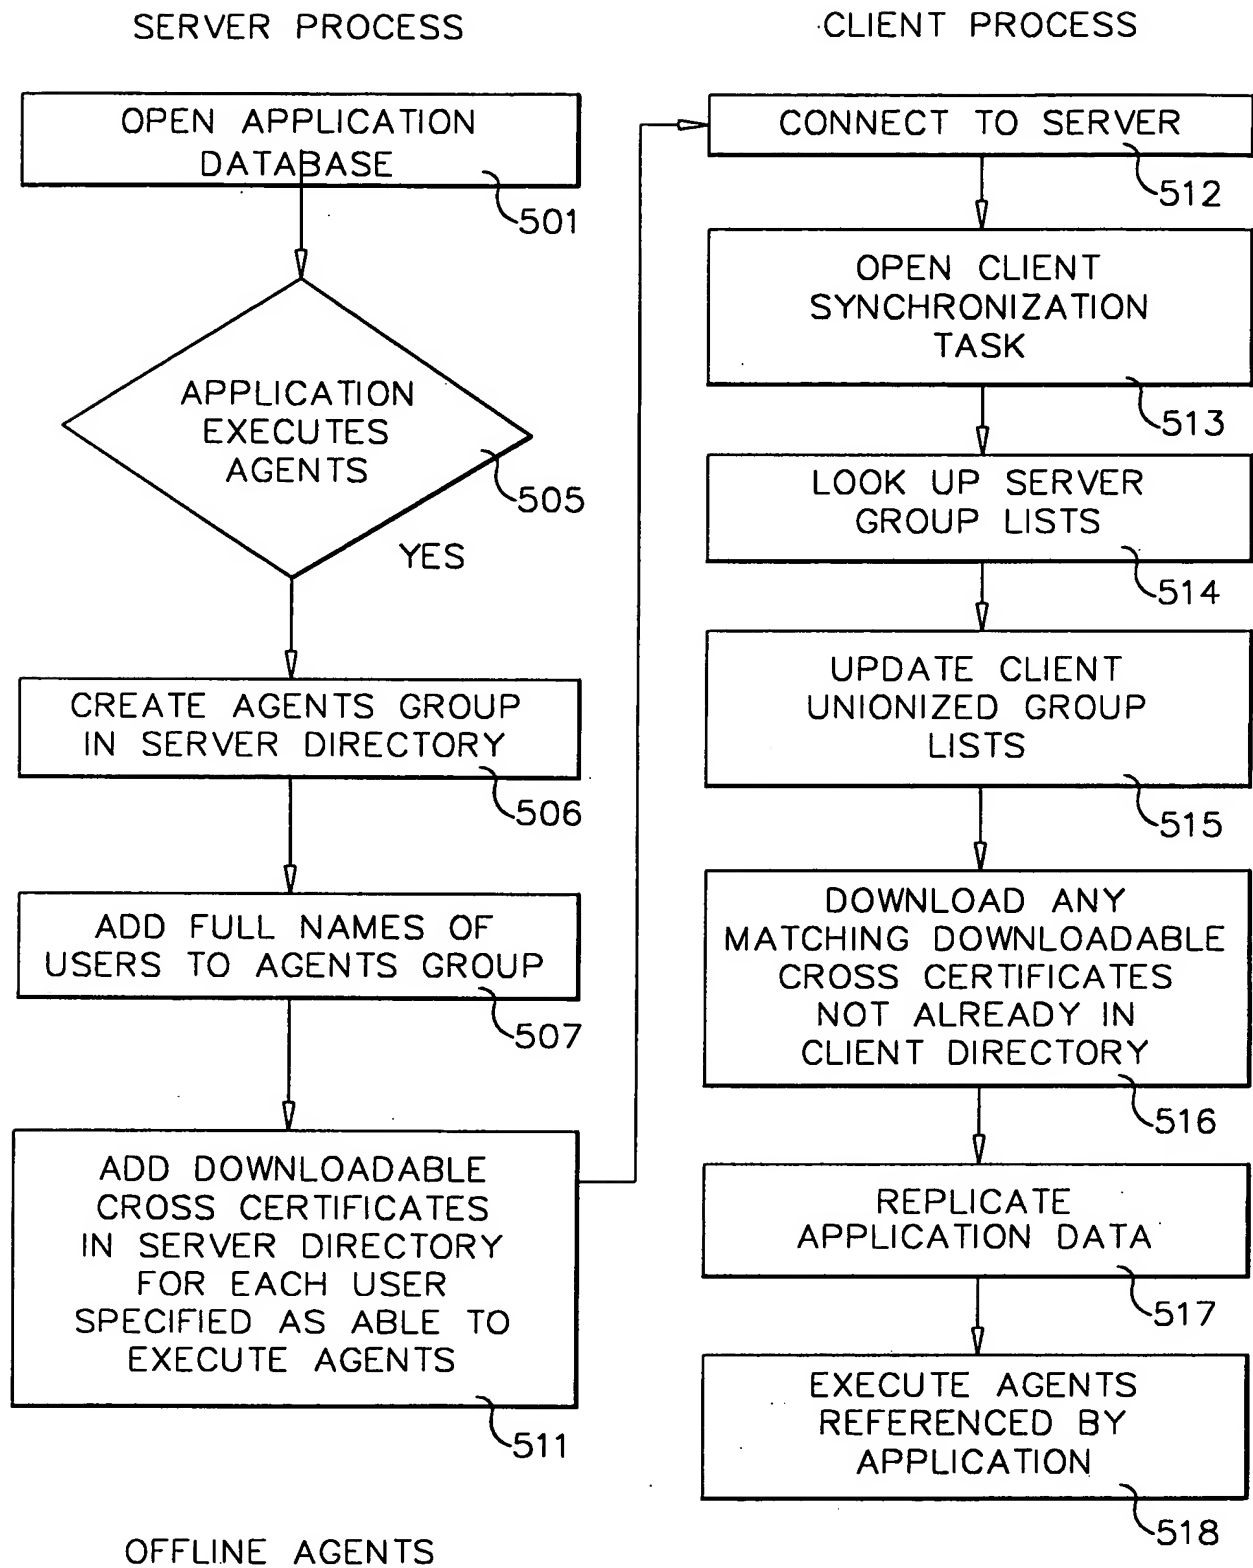 SERVER PROCESS
OPEN APPLICATION
DATABASE
501
APPLICATION
EXECUTES
AGENTS
505
YES
CREATE AGENTS GROUP
IN SERVER DIRECTORY
506
ADD FULL NAMES OF
USERS TO AGENTS GROUP
507
ADD DOWNLOADABLE
CROSS CERTIFICATES
IN SERVER DIRECTORY
FOR EACH USER
SPECIFIED AS ABLE TO
EXECUTE AGENTS
511
OFFLINE AGENTS
CLIENT PROCESS
CONNECT TO SERVER
512
OPEN CLIENT
SYNCHRONIZATION
TASK
513
LOOK UP SERVER
GROUP LISTS
514
UPDATE CLIENT
UNIONIZED GROUP
LISTS
515
DOWNLOAD ANY
MATCHING DOWNLOADABLE
CROSS CERTIFICATES
NOT ALREADY IN
CLIENT DIRECTORY
516
REPLICATE
APPLICATION DATA
517
EXECUTE AGENTS
REFERENCED BY
APPLICATION
518